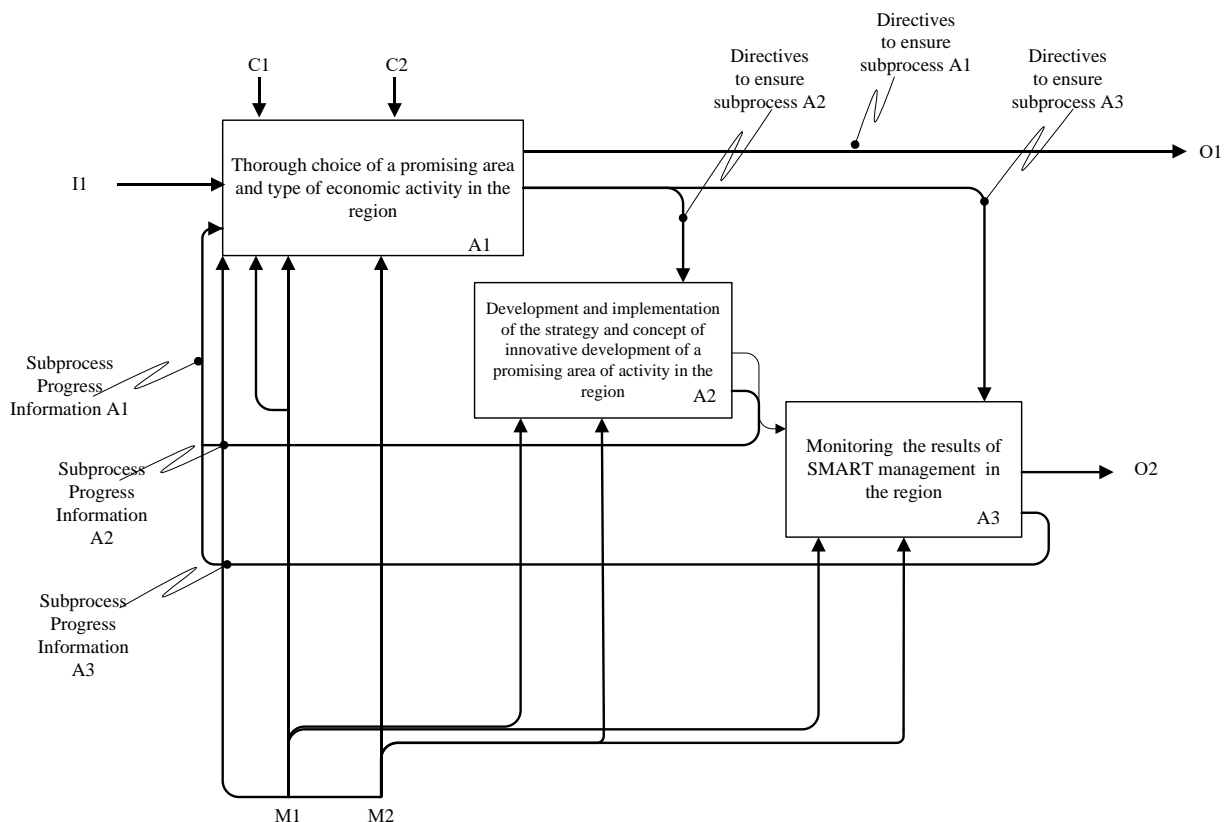 Directives
to ensure
subprocess A1
Directives
to ensure
subprocess A2
Directives
to ensure
subprocess A3
C1
C2
O1
I1
Thorough choice of a promising area
and type of economic activity in the
region
A1
Development and implementation
of the strategy and concept of
innovative development of a
promising area of activity in the
region
A2
Subprocess
Progress
Information A1
Monitoring the results of
SMART management in
the region
A3
O2
Subprocess
Progress
Information
A2
Subprocess
Progress
Information
A3
M1
M2